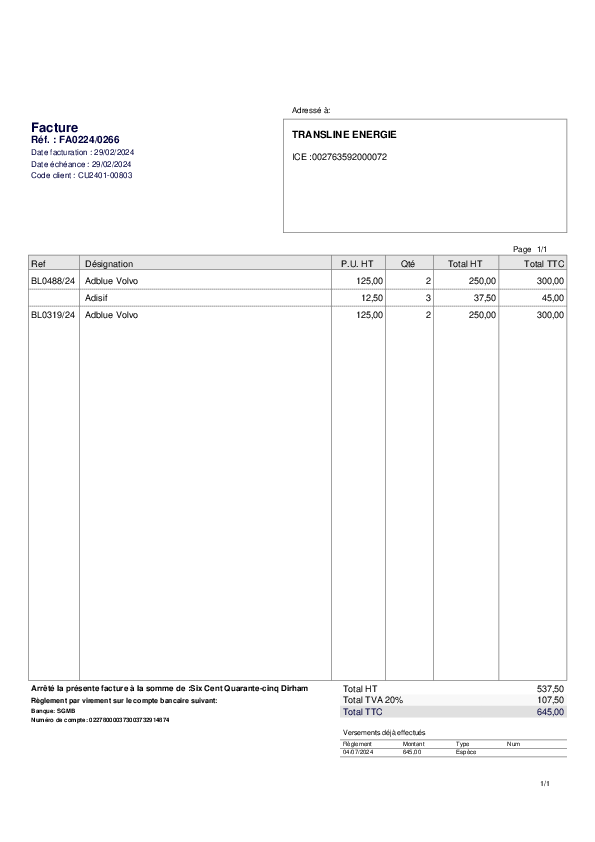 Adressé à:
Facture
Réf. : FA0224/0266
Date facturation : 29/02/2024
Date échéance : 29/02/2024
Code client : CU2401-00803
TRANSLINE ENERGIE
ICE :002763592000072
Page 1/1
Ref Désignation P.U. HT Qté Total HT Total TTC
BL0488/24 Adblue Volvo 125,00 2 250,00 300,00
Adisif 12,50 3 37,50 45,00
BL0319/24 Adblue Volvo 125,00 2 250,00 300,00
Arrêté la présente facture à la somme de :Six Cent Quarante-cinq Dirham
Règlement par virement sur le compte bancaire suivant:
Banque: SGMB
Numéro de compte: 022780000373003732914874
Total HT 537,50
Total TVA 20% 107,50
Total TTC 645,00
Versements déjà effectués
Règlement Montant Type Num
04/07/2024 645,00 Espèce
1/1